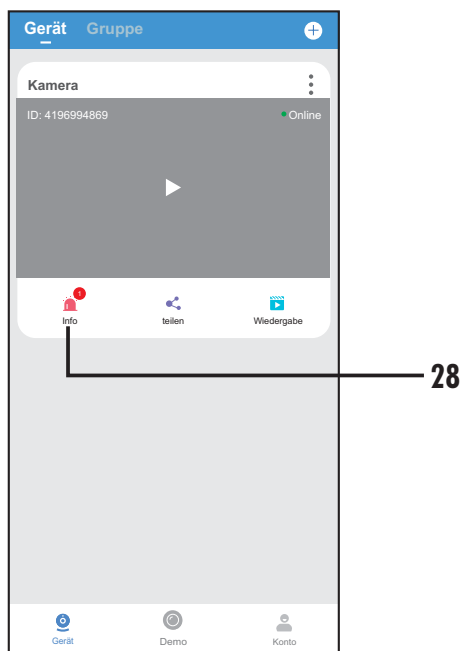 Gerät Gruppe
Kamera
ID: 4196994869 Online
1
Info teilen Wiedergabe
28
Gerät Demo Konto